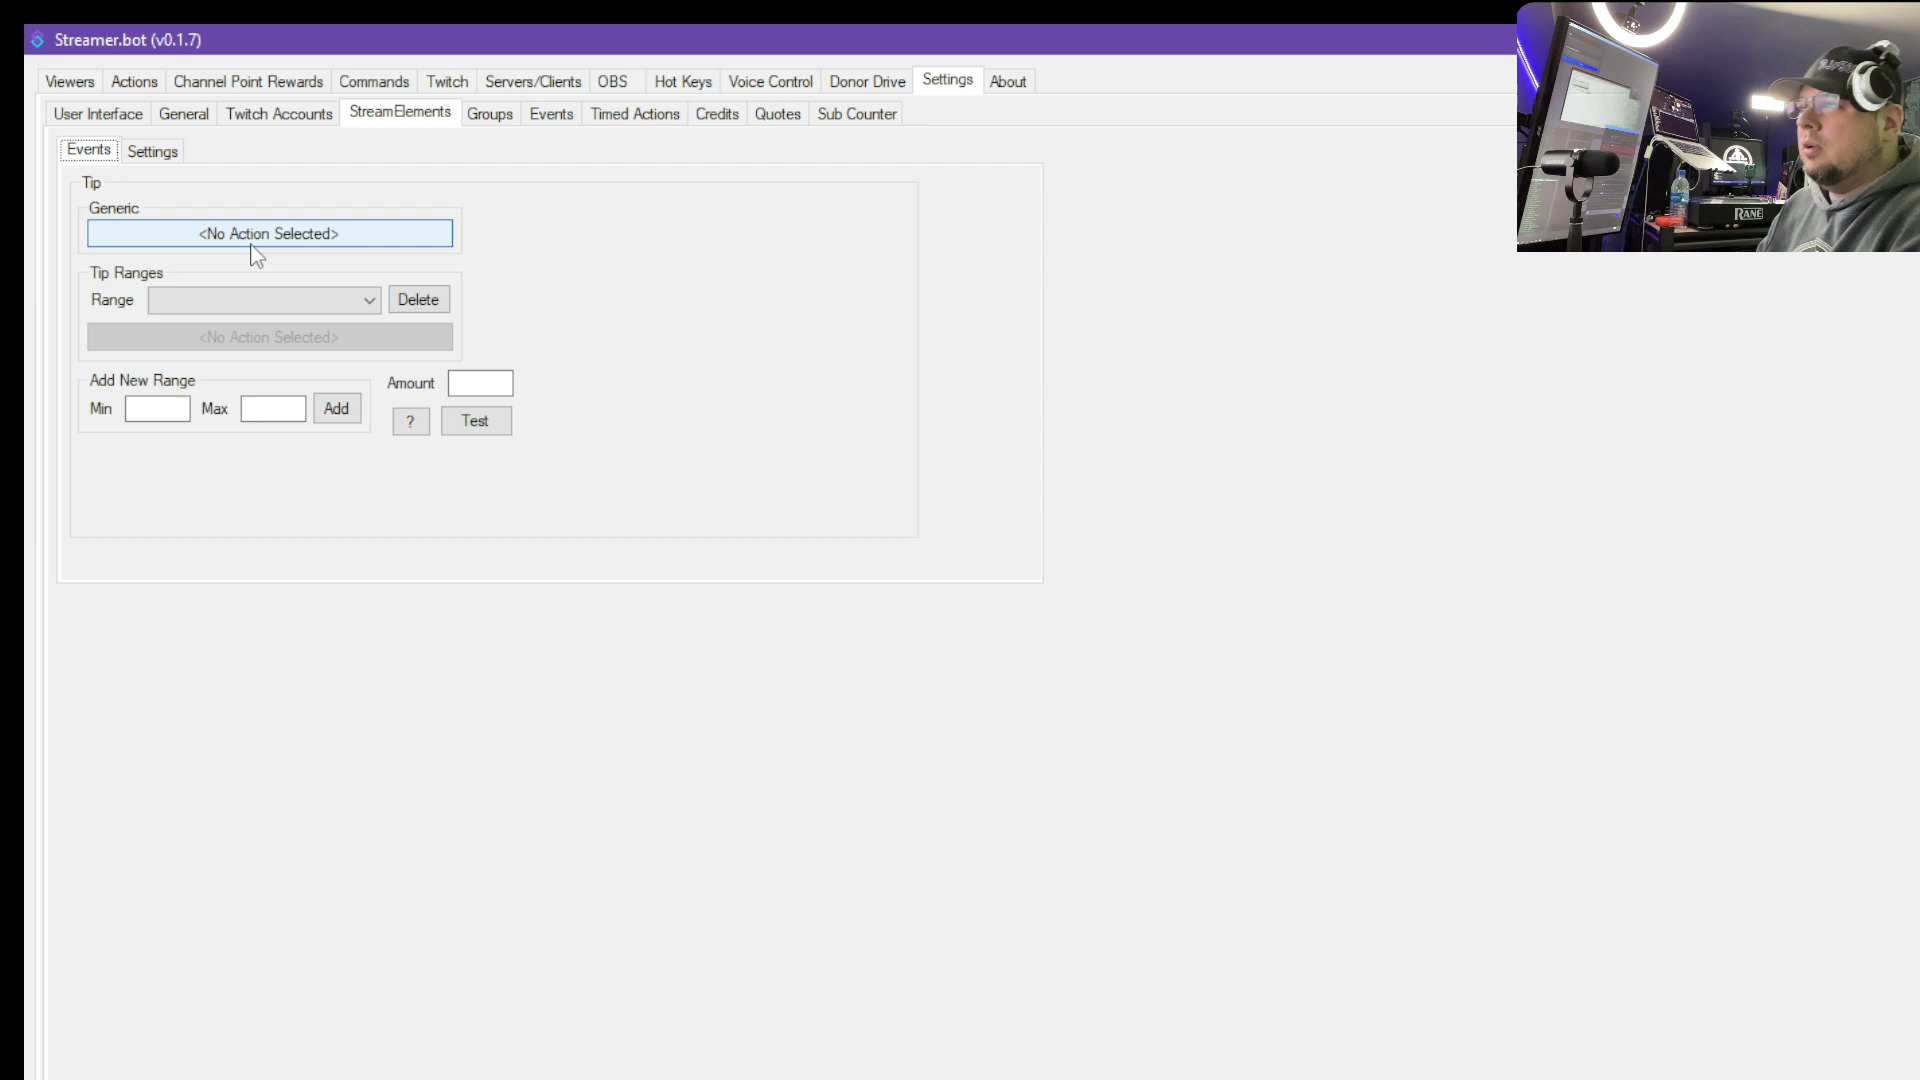 Streamer.bot (v0.1.7)
Viewers Actions Channel Point Rewards Commands Twitch Servers/Clients OBS Hot Keys Voice Control Donor Drive Settings About
User Interface General Twitch Accounts StreamElements Groups Events Timed Actions Credits Quotes Sub Counter
Events Settings
Tip
Generic
<No Action Selected>
Tip Ranges
Range Delete
<No Action Selected>
Add New Range Amount
Min Max Add ? Test
RANE